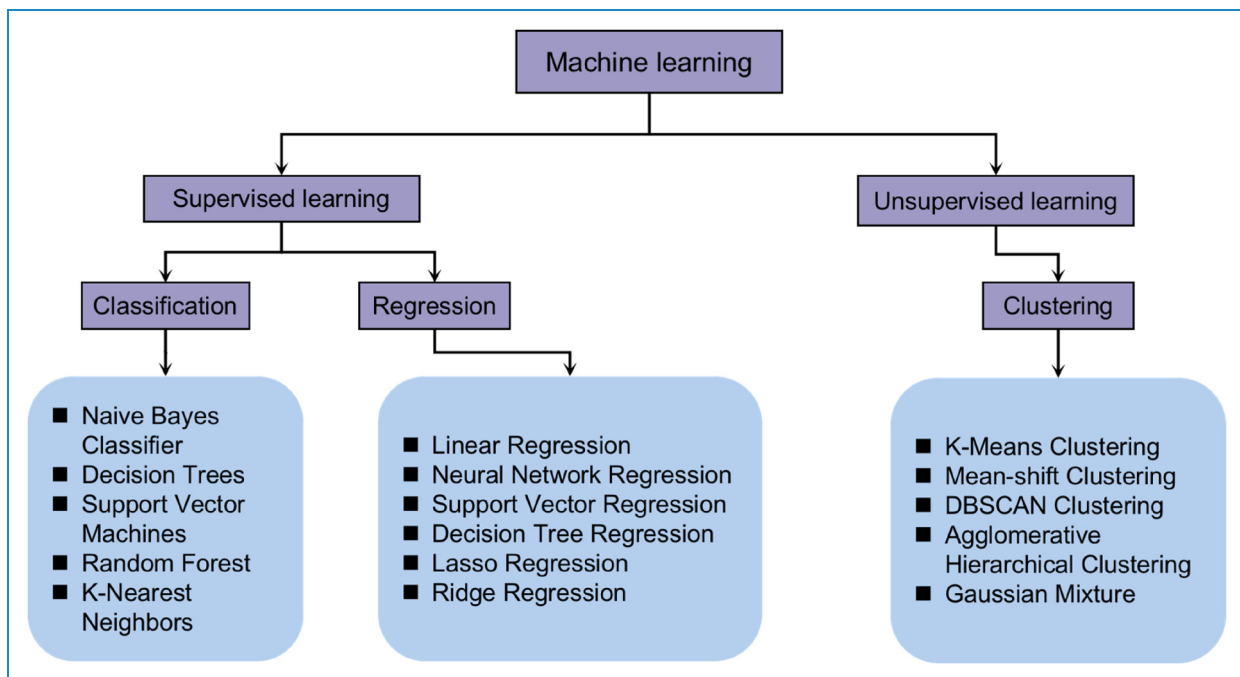 Machine learning
Supervised learning
Unsupervised learning
Classification
Regression
Clustering
■ Naive Bayes
Classifier
■ Decision Trees
■ Support Vector
Machines
■ Random Forest
■ K-Nearest
Neighbors
■ Linear Regression
■ Neural Network Regression
■ Support Vector Regression
■ Decision Tree Regression
■ Lasso Regression
■ Ridge Regression
■ K-Means Clustering
■ Mean-shift Clustering
■ DBSCAN Clustering
■ Agglomerative
Hierarchical Clustering
■ Gaussian Mixture